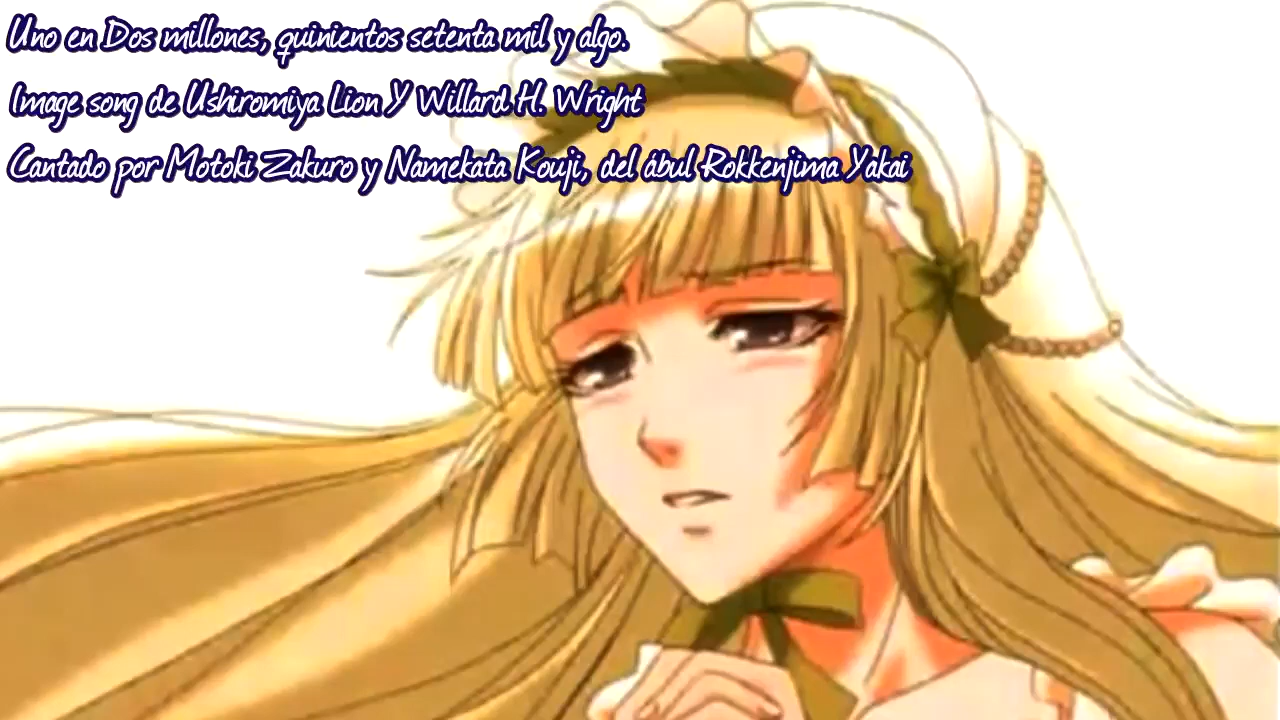 Uno en Dos millones, quinientos setenta mil y algo.
Image song de Ushiromiya Lion Y Willard H. Wright
Cantado por Motoki Zakuro y Namekata Kouji, del ábul Rokkenjima Yakai